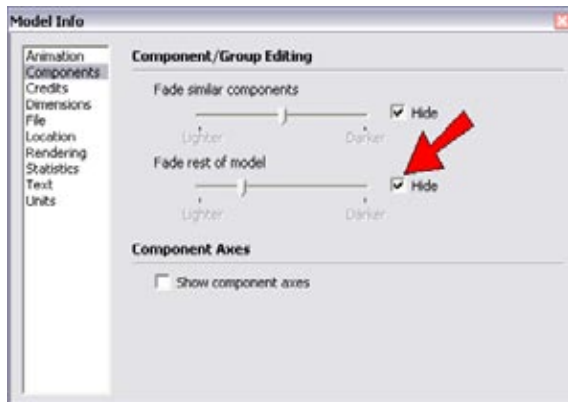 Model Info
Animation
Components
Credits
Dimensions
File
Location
Rendering
Statistics
Text
Units
Component/Group Editing
Fade similar components
Hide
Lighter Darker
Fade rest of model
Hide
Lighter Darker
Component Axes
Show component axes